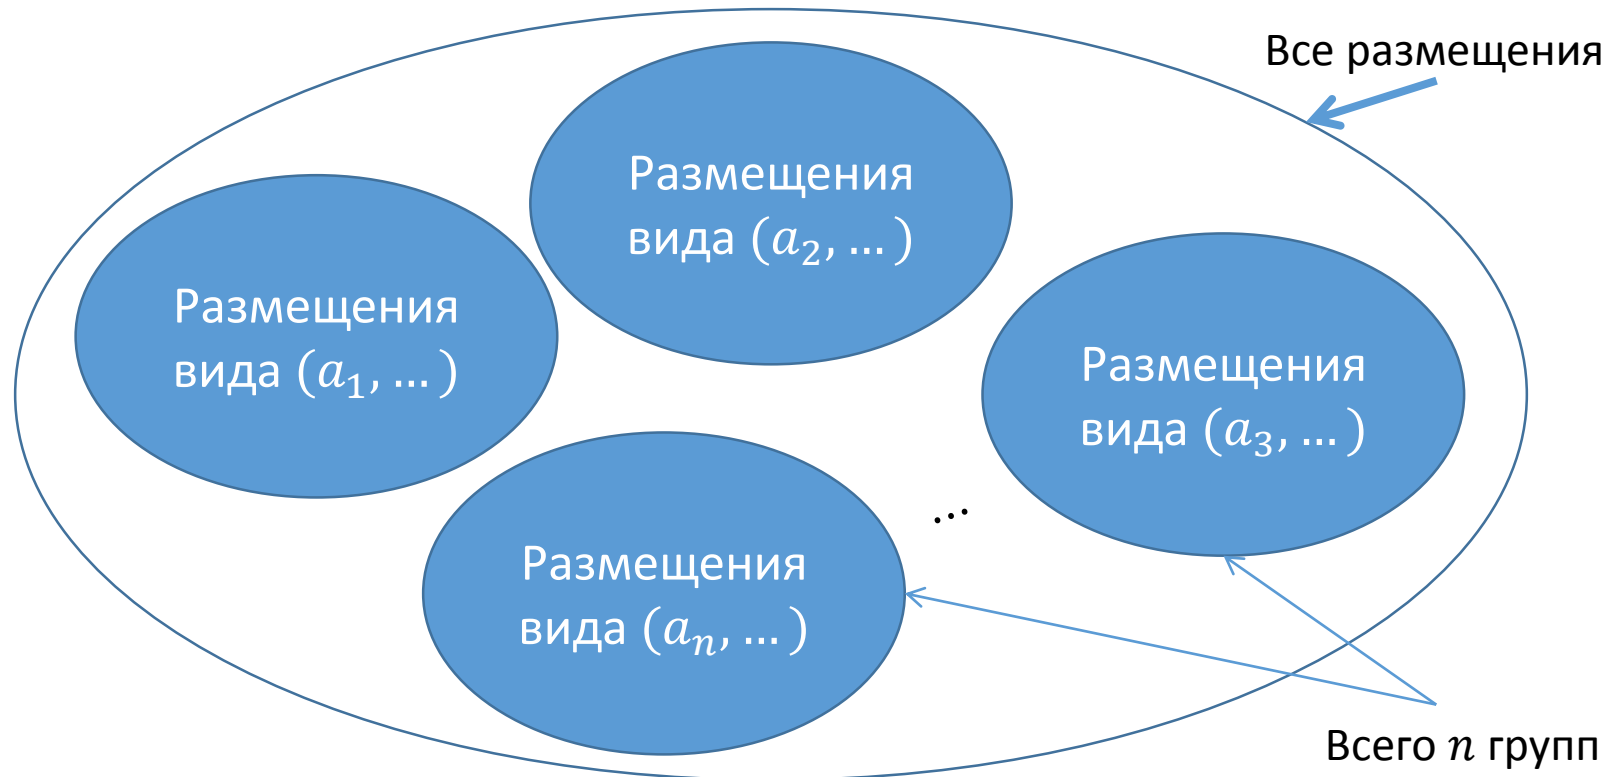 Все размещения
Размещения
вида (a₂, … )
Размещения
вида (a₁, … )
Размещения
вида (a₃, … )
...
Размещения
вида (aₙ, … )
Всего n групп